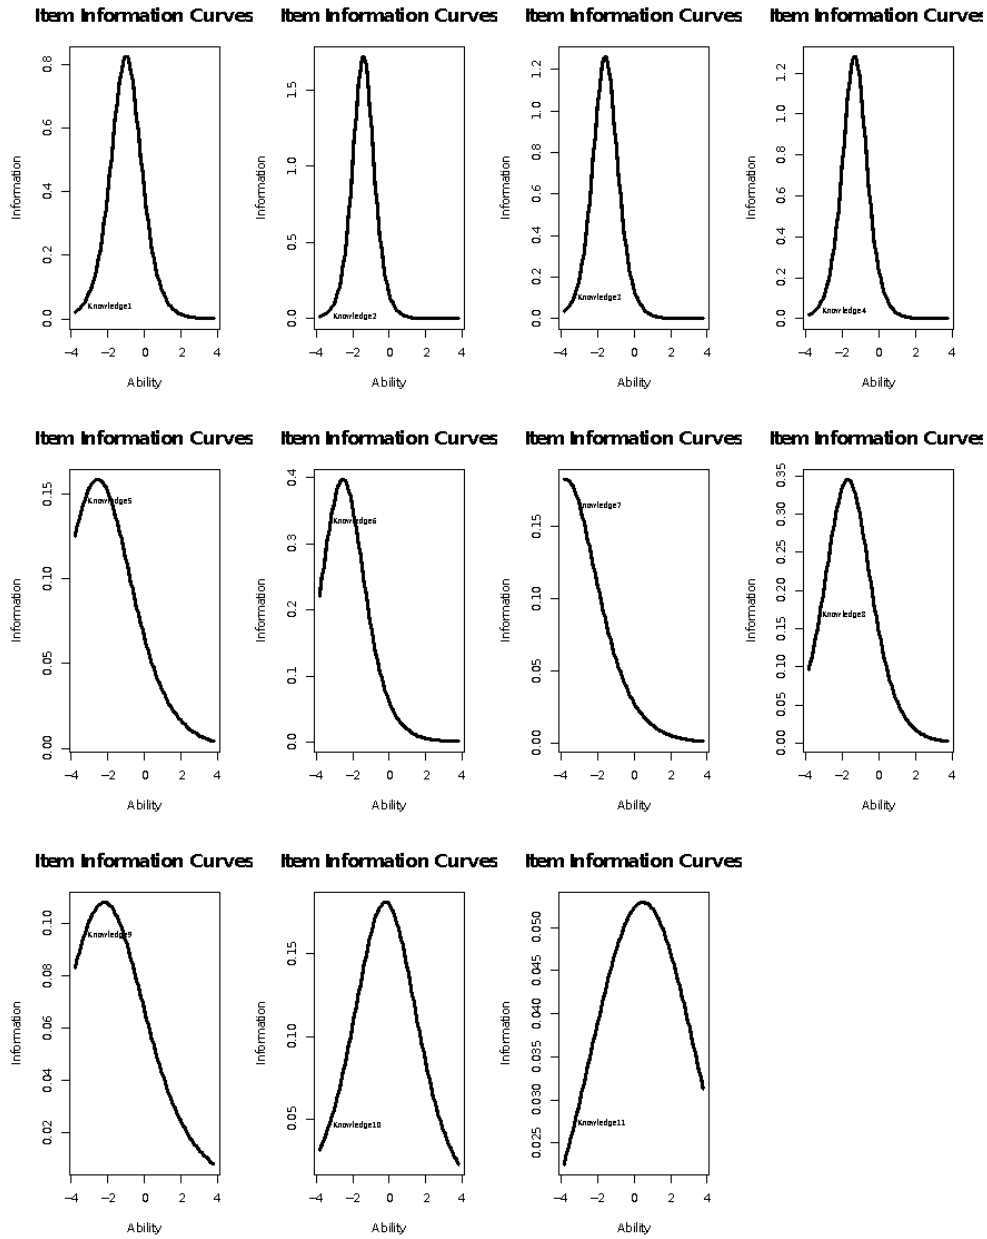 Item Information Curves
Information
0.0 0.2 0.4 0.6 0.8
Knowledge1
−4 −2 0 2 4
Ability
Item Information Curves
Information
0.0 0.5 1.0 1.5
Knowledge2
−4 −2 0 2 4
Ability
Item Information Curves
Information
0.0 0.2 0.4 0.6 0.8 1.0 1.2
Knowledge3
−4 −2 0 2 4
Ability
Item Information Curves
Information
0.0 0.2 0.4 0.6 0.8 1.0 1.2
Knowledge4
−4 −2 0 2 4
Ability
Item Information Curves
Information
0.00 0.05 0.10 0.15
Knowledge5
−4 −2 0 2 4
Ability
Item Information Curves
Information
0.0 0.1 0.2 0.3 0.4
Knowledge6
−4 −2 0 2 4
Ability
Item Information Curves
Information
0.00 0.05 0.10 0.15
Knowledge7
−4 −2 0 2 4
Ability
Item Information Curves
Information
0.00 0.05 0.10 0.15 0.20 0.25 0.30 0.35
Knowledge8
−4 −2 0 2 4
Ability
Item Information Curves
Information
0.02 0.04 0.06 0.08 0.10
Knowledge9
−4 −2 0 2 4
Ability
Item Information Curves
Information
0.05 0.10 0.15
Knowledge10
−4 −2 0 2 4
Ability
Item Information Curves
Information
0.025 0.030 0.035 0.040 0.045 0.050
Knowledge11
−4 −2 0 2 4
Ability